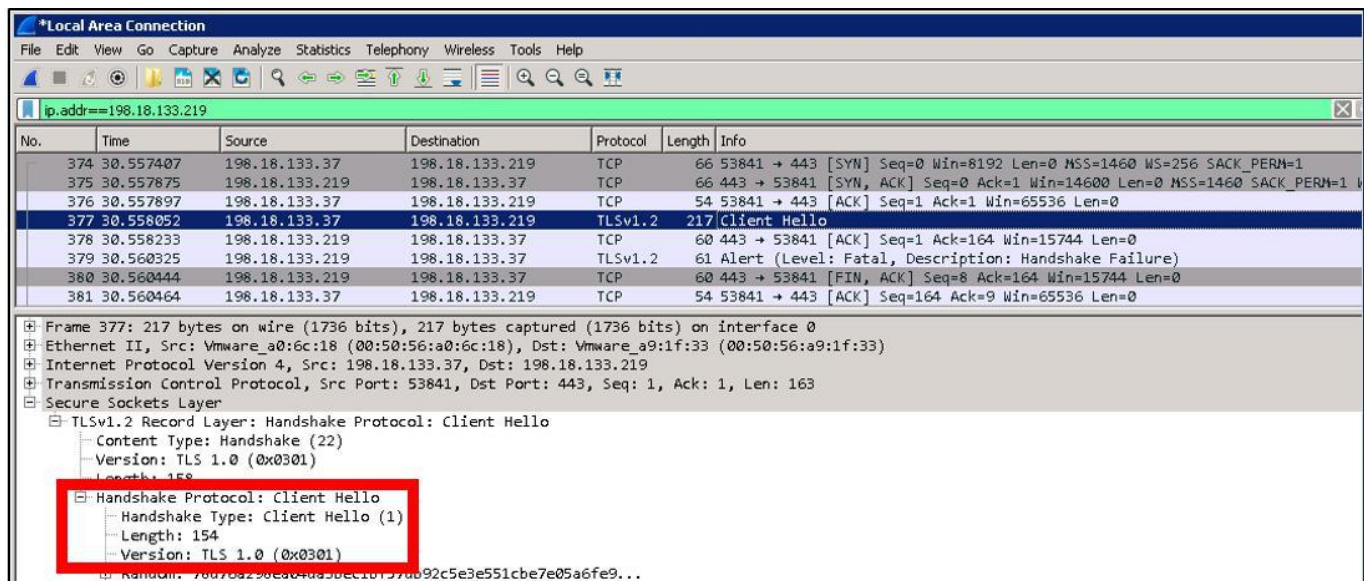 *Local Area Connection
File Edit View Go Capture Analyze Statistics Telephony Wireless Tools Help
ip.addr==198.18.133.219
No. Time Source Destination Protocol Length Info
374 30.557407 198.18.133.37 198.18.133.219 TCP 66 53841 → 443 [SYN] Seq=0 Win=8192 Len=0 MSS=1460 WS=256 SACK_PERM=1
375 30.557875 198.18.133.219 198.18.133.37 TCP 66 443 → 53841 [SYN, ACK] Seq=0 Ack=1 Win=14600 Len=0 MSS=1460 SACK_PERM=1
376 30.557897 198.18.133.37 198.18.133.219 TCP 54 53841 → 443 [ACK] Seq=1 Ack=1 Win=65536 Len=0
377 30.558052 198.18.133.37 198.18.133.219 TLSv1.2 217 Client Hello
378 30.558233 198.18.133.219 198.18.133.37 TCP 60 443 → 53841 [ACK] Seq=1 Ack=164 Win=15744 Len=0
379 30.560325 198.18.133.219 198.18.133.37 TLSv1.2 61 Alert (Level: Fatal, Description: Handshake Failure)
380 30.560444 198.18.133.219 198.18.133.37 TCP 60 443 → 53841 [FIN, ACK] Seq=8 Ack=164 Win=15744 Len=0
381 30.560464 198.18.133.37 198.18.133.219 TCP 54 53841 → 443 [ACK] Seq=164 Ack=9 Win=65536 Len=0
Frame 377: 217 bytes on wire (1736 bits), 217 bytes captured (1736 bits) on interface 0
Ethernet II, Src: Vmware_a0:6c:18 (00:50:56:a0:6c:18), Dst: Vmware_a9:1f:33 (00:50:56:a9:1f:33)
Internet Protocol Version 4, Src: 198.18.133.37, Dst: 198.18.133.219
Transmission Control Protocol, Src Port: 53841, Dst Port: 443, Seq: 1, Ack: 1, Len: 163
Secure Sockets Layer
TLSv1.2 Record Layer: Handshake Protocol: Client Hello
Content Type: Handshake (22)
Version: TLS 1.0 (0x0301)
Length: 158
Handshake Protocol: Client Hello
Handshake Type: Client Hello (1)
Length: 154
Version: TLS 1.0 (0x0301)
Random: